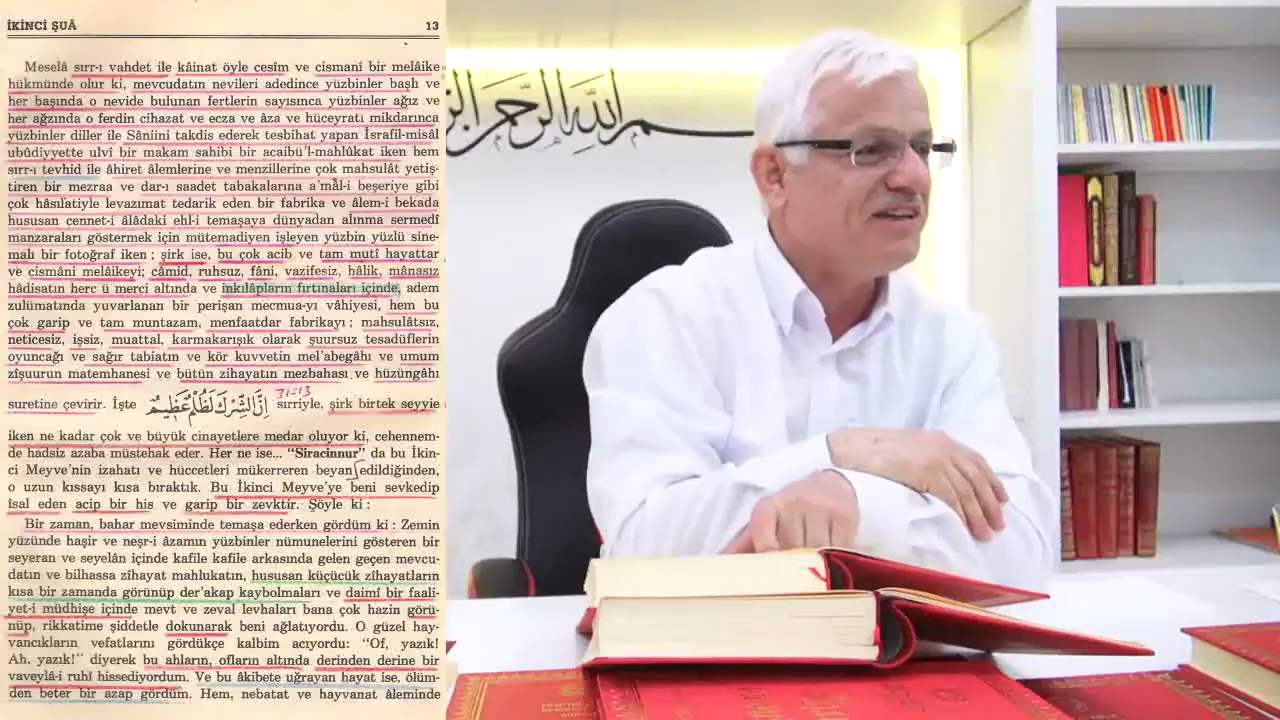 İKİNCİ ŞUÂ 13
Meselâ sırr-ı vahdet ile kâinat öyle cesîm ve cismanî bir melâike
hükmünde olur ki, mevcudatın nevileri adedince yüzbinler başlı ve
her başında o nevide bulunan fertlerin sayısınca yüzbinler ağız ve
her ağzında o ferdin cihazat ve ecza ve âza ve hüceyratı mikdarınca
yüzbinler diller ile Sâniini takdis ederek tesbihat yapan İsrafil-misâl
ubûdiyyette ulvî bir makam sahibi bir acaibü'l-mahlûkat iken hem
sırr-ı tevhid ile âhiret âlemlerine ve menzillerine çok mahsulât yetiş-
tiren bir mezraa ve dar-ı saadet tabakalarına a'mâl-i beşeriye gibi
çok hâsılatiyle levazımat tedarik eden bir fabrika ve âlem-i bekada
hususan cennet-i âlâdaki ehl-i temaşaya dünyadan alınma sermedî
manzaraları göstermek için mütemadiyen işleyen yüzbin yüzlü sine-
malı bir fotoğraf iken ; şirk ise, bu çok acib ve tam mutî hayattar
ve cismâni melâikeyi; câmid, ruhsuz, fâni, vazifesiz, hâlik, mânasız
hâdisatın herc ü merci altında ve inkılâpların fırtınaları içinde, adem
zulümatında yuvarlanan bir perişan mecmua-yı vâhiyesi, hem bu
çok garip ve tam muntazam, menfaatdar fabrikayı ; mahsulâtsız,
neticesiz, işsiz, muattal, karmakarışık olarak şuursuz tesadüflerin
oyuncağı ve sağır tabiatın ve kör kuvvetin mel'abegâhı ve umum
zîşuurun matemhanesi ve bütün zihayatın mezbahası ve hüzüngâhı
31=13
suretine çevirir. İşte اِنَّ الشِّرْكَ لَظُلْمٌ عَظِيمٌ sırriyle, şirk birtek seyyie
iken ne kadar çok ve büyük cinayetlere medar oluyor ki, cehennem-
de hadsiz azaba müstehak eder. Her ne ise... "Siracinnur" da bu İkin-
ci Meyve'nin izahatı ve hüccetleri mükerreren beyan edildiğinden,
o uzun kıssayı kısa bıraktık. Bu İkinci Meyve'ye beni sevkedip
îsal eden acip bir his ve garip bir zevktir. Şöyle ki :
Bir zaman, bahar mevsiminde temaşa ederken gördüm ki : Zemin
yüzünde haşir ve neşr-i âzamın yüzbinler nümunelerini gösteren bir
seyeran ve seyelân içinde kafile kafile arkasında gelen geçen mevcu-
datın ve bilhassa zihayat mahlukatın, hususan küçücük zîhayatların
kısa bir zamanda görünüp der'akap kaybolmaları ve daimî bir faali-
yet-i müdhişe içinde mevt ve zeval levhaları bana çok hazin görü-
nüp, rikkatime şiddetle dokunarak beni ağlatıyordu. O güzel hay-
vancıkların vefatlarını gördükçe kalbim acıyordu: "Of, yazık!
Ah, yazık!" diyerek bu ahların, ofların altında derinden derine bir
vaveylâ-i ruhî hissediyordum. Ve bu âkibete uğrayan hayat ise, ölüm-
den beter bir azap gördüm. Hem, nebatat ve hayvanat âleminde
بسم الله الرحمن الر